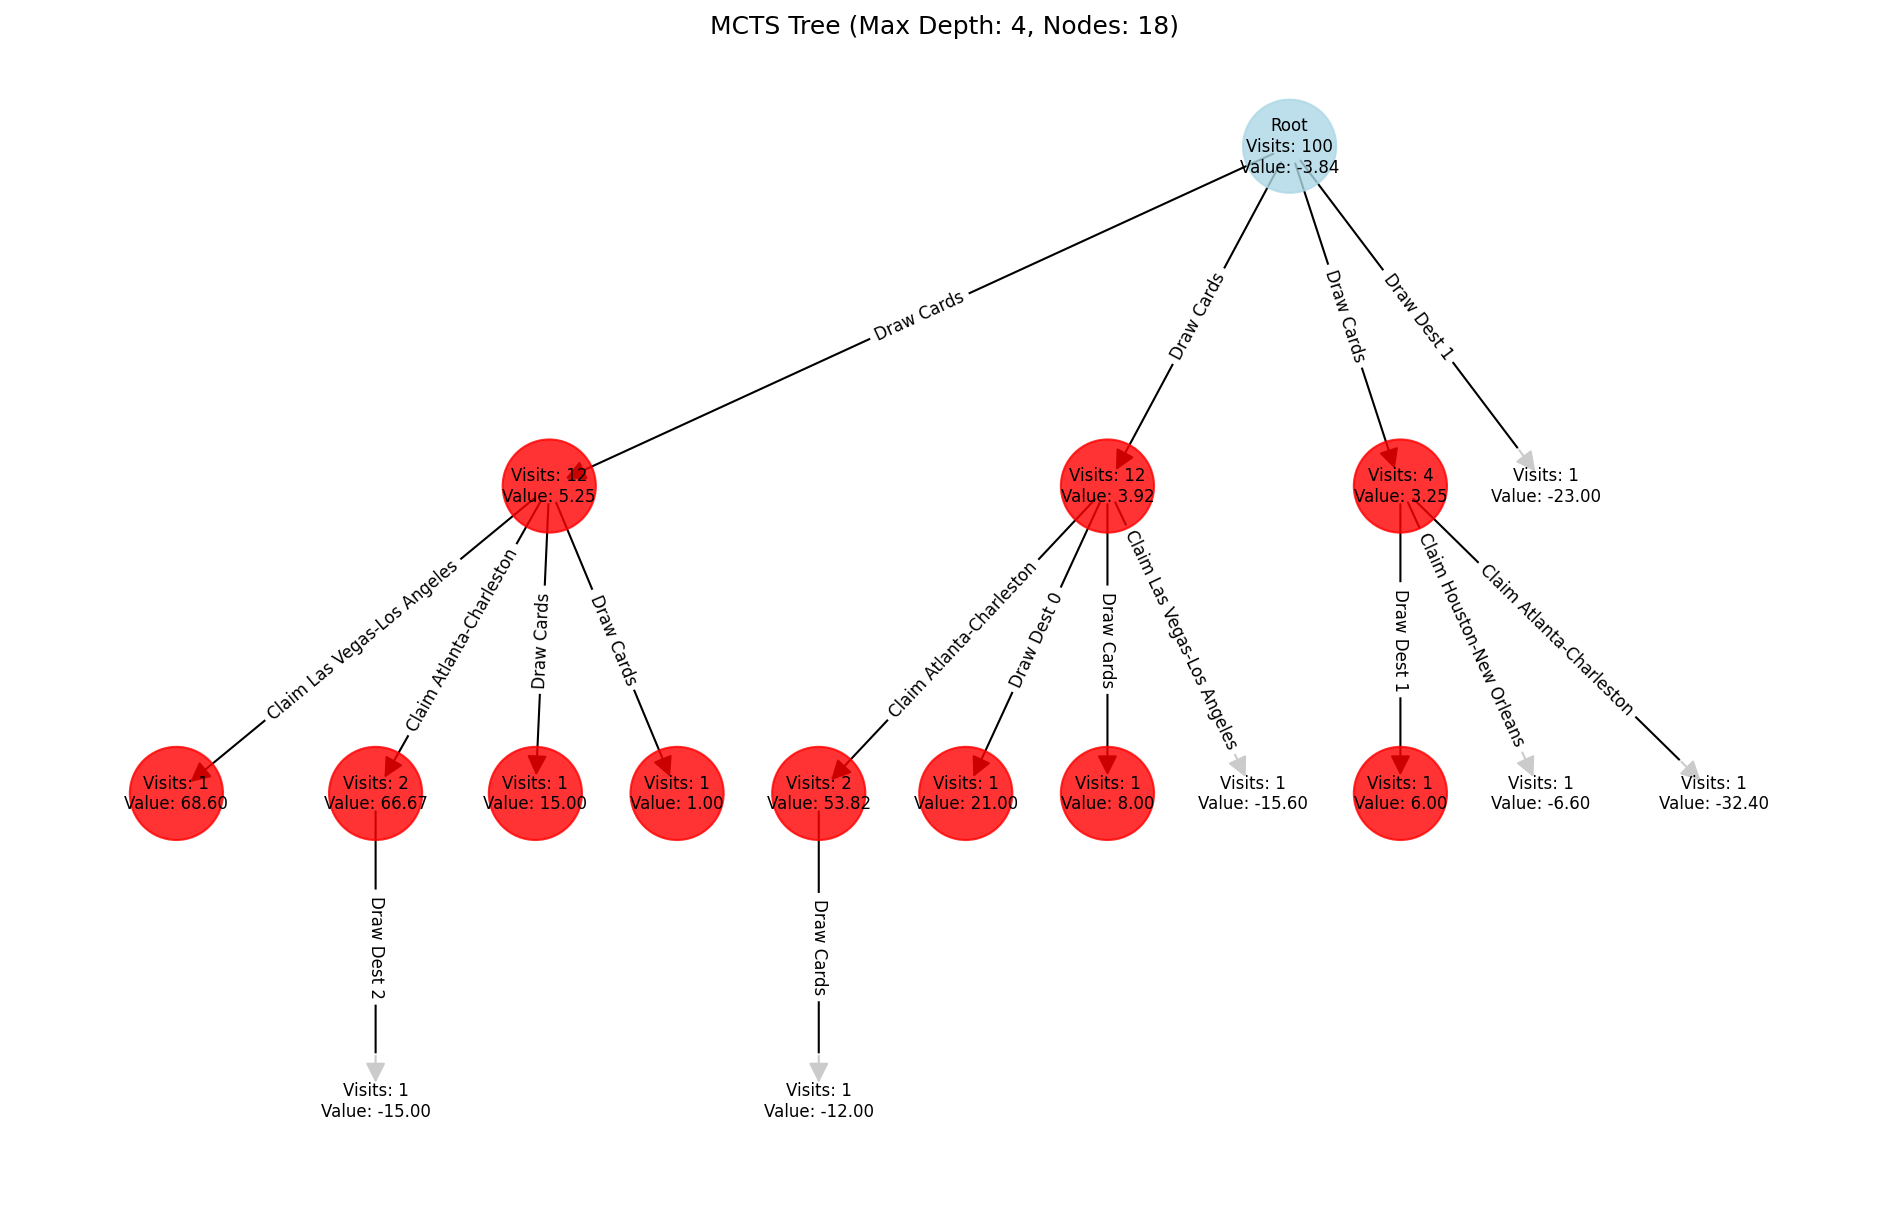 MCTS Tree (Max Depth: 4, Nodes: 18)
Root
Visits: 100
Value: -3.84
Draw Cards
Draw Cards
Draw Cards
Draw Dest 1
Visits: 12
Value: 5.25
Visits: 12
Value: 3.92
Visits: 4
Value: 3.25
Visits: 1
Value: -23.00
Claim Las Vegas-Los Angeles
Claim Atlanta-Charleston
Draw Cards
Draw Cards
Claim Atlanta-Charleston
Draw Dest 0
Draw Cards
Claim Las Vegas-Los Angeles
Draw Dest 1
Claim Houston-New Orleans
Claim Atlanta-Charleston
Visits: 1
Value: 68.60
Visits: 2
Value: 66.67
Visits: 1
Value: 15.00
Visits: 1
Value: 1.00
Visits: 2
Value: 53.82
Visits: 1
Value: 21.00
Visits: 1
Value: 8.00
Visits: 1
Value: -15.60
Visits: 1
Value: 6.00
Visits: 1
Value: -6.60
Visits: 1
Value: -32.40
Draw Dest 2
Draw Cards
Visits: 1
Value: -15.00
Visits: 1
Value: -12.00